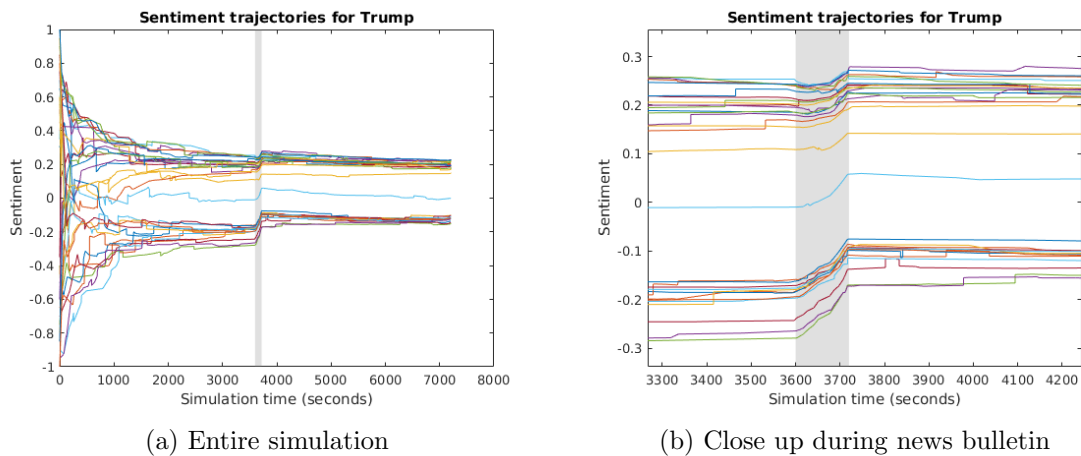 Sentiment trajectories for Trump
1
0.8
0.6
0.4
0.2
0
-0.2
-0.4
-0.6
-0.8
-1
Sentiment
0 1000 2000 3000 4000 5000 6000 7000 8000
Simulation time (seconds)
(a) Entire simulation
Sentiment trajectories for Trump
0.3
0.2
0.1
0
-0.1
-0.2
-0.3
Sentiment
3300 3400 3500 3600 3700 3800 3900 4000 4100 4200
Simulation time (seconds)
(b) Close up during news bulletin